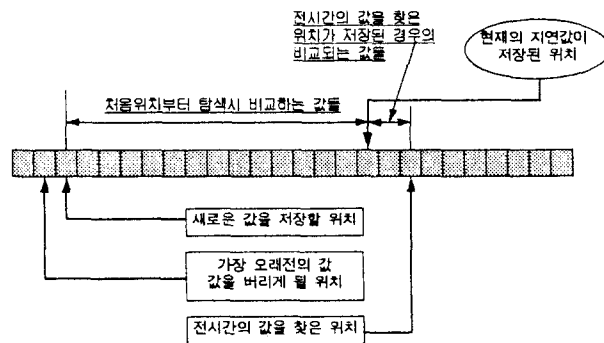 전시간의 값을 찾은
위치가 저장된 경우의
비교되는 값들
현재의 지연값이
저장된 위치
처음위치부터 탐색시 비교하는 값들
새로운 값을 저장할 위치
가장 오래전의 값
값을 버리게 될 위치
전시간의 값을 찾은 위치